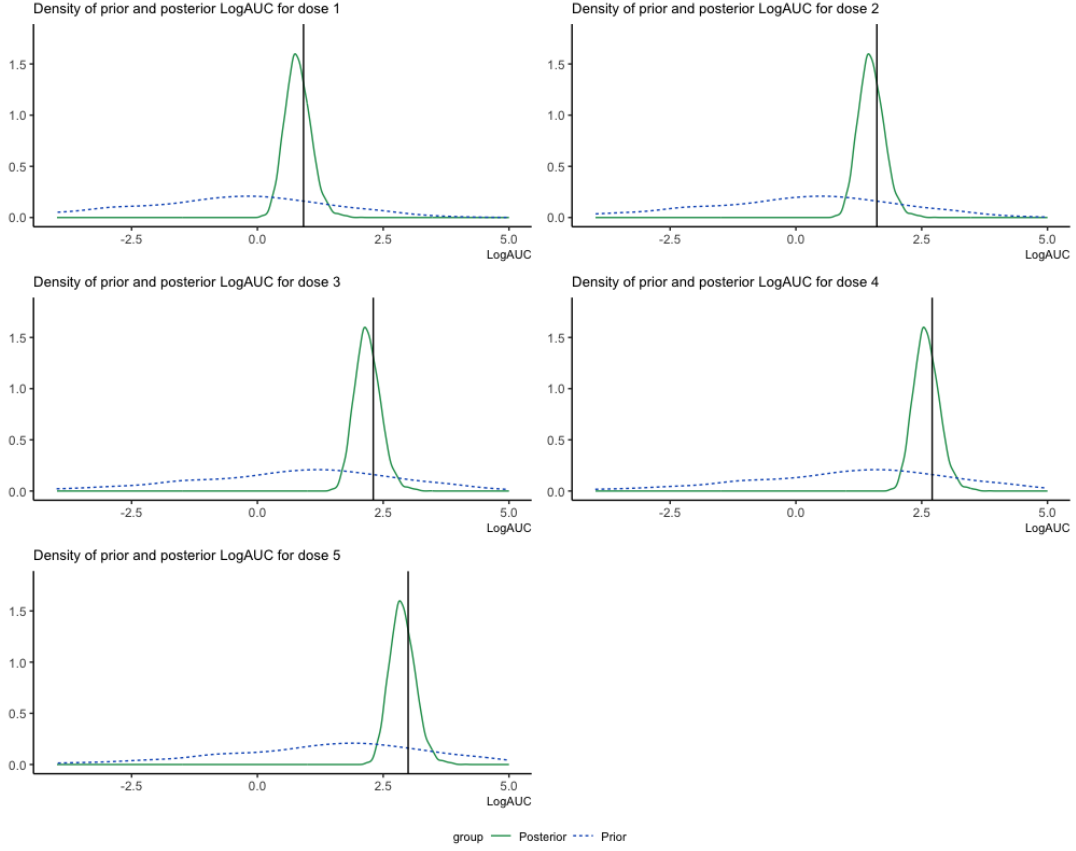 Density of prior and posterior LogAUC for dose 1
1.5
1.0
0.5
0.0
-2.5 0.0 2.5 5.0
LogAUC
Density of prior and posterior LogAUC for dose 2
1.5
1.0
0.5
0.0
-2.5 0.0 2.5 5.0
LogAUC
Density of prior and posterior LogAUC for dose 3
1.5
1.0
0.5
0.0
-2.5 0.0 2.5 5.0
LogAUC
Density of prior and posterior LogAUC for dose 4
1.5
1.0
0.5
0.0
-2.5 0.0 2.5 5.0
LogAUC
Density of prior and posterior LogAUC for dose 5
1.5
1.0
0.5
0.0
-2.5 0.0 2.5 5.0
LogAUC
group Posterior Prior